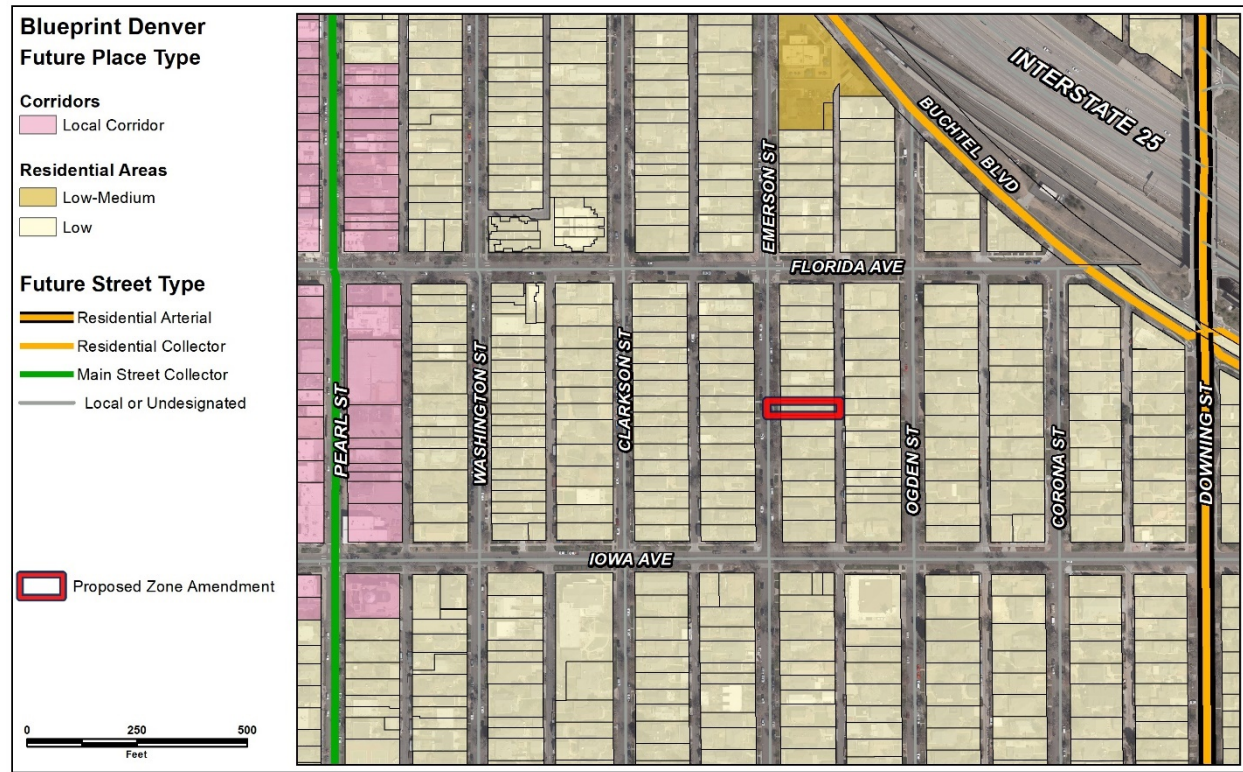 Blueprint Denver
Future Place Type
Corridors
Local Corridor
Residential Areas
Low-Medium
Low
Future Street Type
Residential Arterial
Residential Collector
Main Street Collector
Local or Undesignated
Proposed Zone Amendment
0 250 500
Feet
INTERSTATE 25
BUCHTEL BLVD
EMERSON ST
FLORIDA AVE
PEARL ST
WASHINGTON ST
CLARKSON ST
OGDEN ST
CORONA ST
DOWNING ST
IOWA AVE